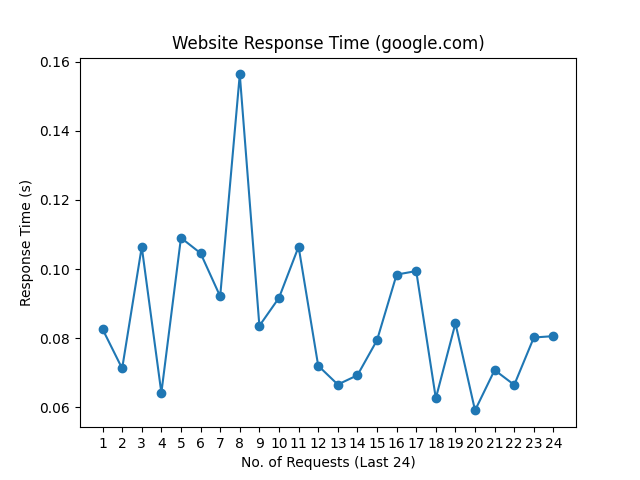 Website Response Time (google.com)
0.16
0.14
0.12
0.10
0.08
0.06
Response Time (s)
1 2 3 4 5 6 7 8 9 10 11 12 13 14 15 16 17 18 19 20 21 22 23 24
No. of Requests (Last 24)